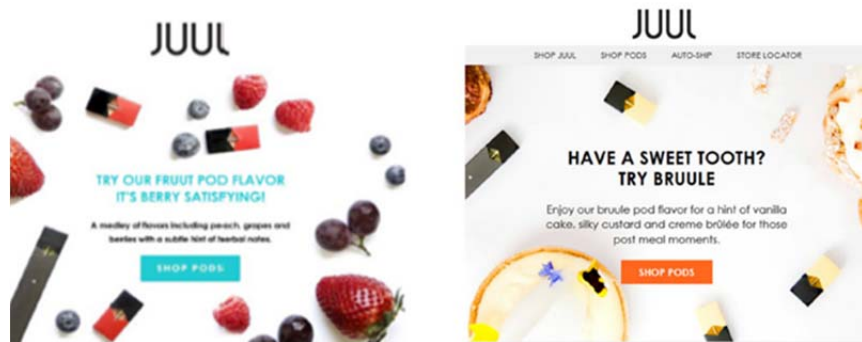 JUUL
TRY OUR FRUUT POD FLAVOR
IT'S BERRY SATISFYING!
A medley of flavors including peach, grapes and
berries with a subtle hint of herbal notes.
SHOP PODS
JUUL
SHOP JUUL SHOP PODS AUTO-SHIP STORE LOCATOR
HAVE A SWEET TOOTH?
TRY BRUULE
Enjoy our bruule pod flavor for a hint of vanilla
cake, silky custard and creme brûlée for those
post meal moments.
SHOP PODS